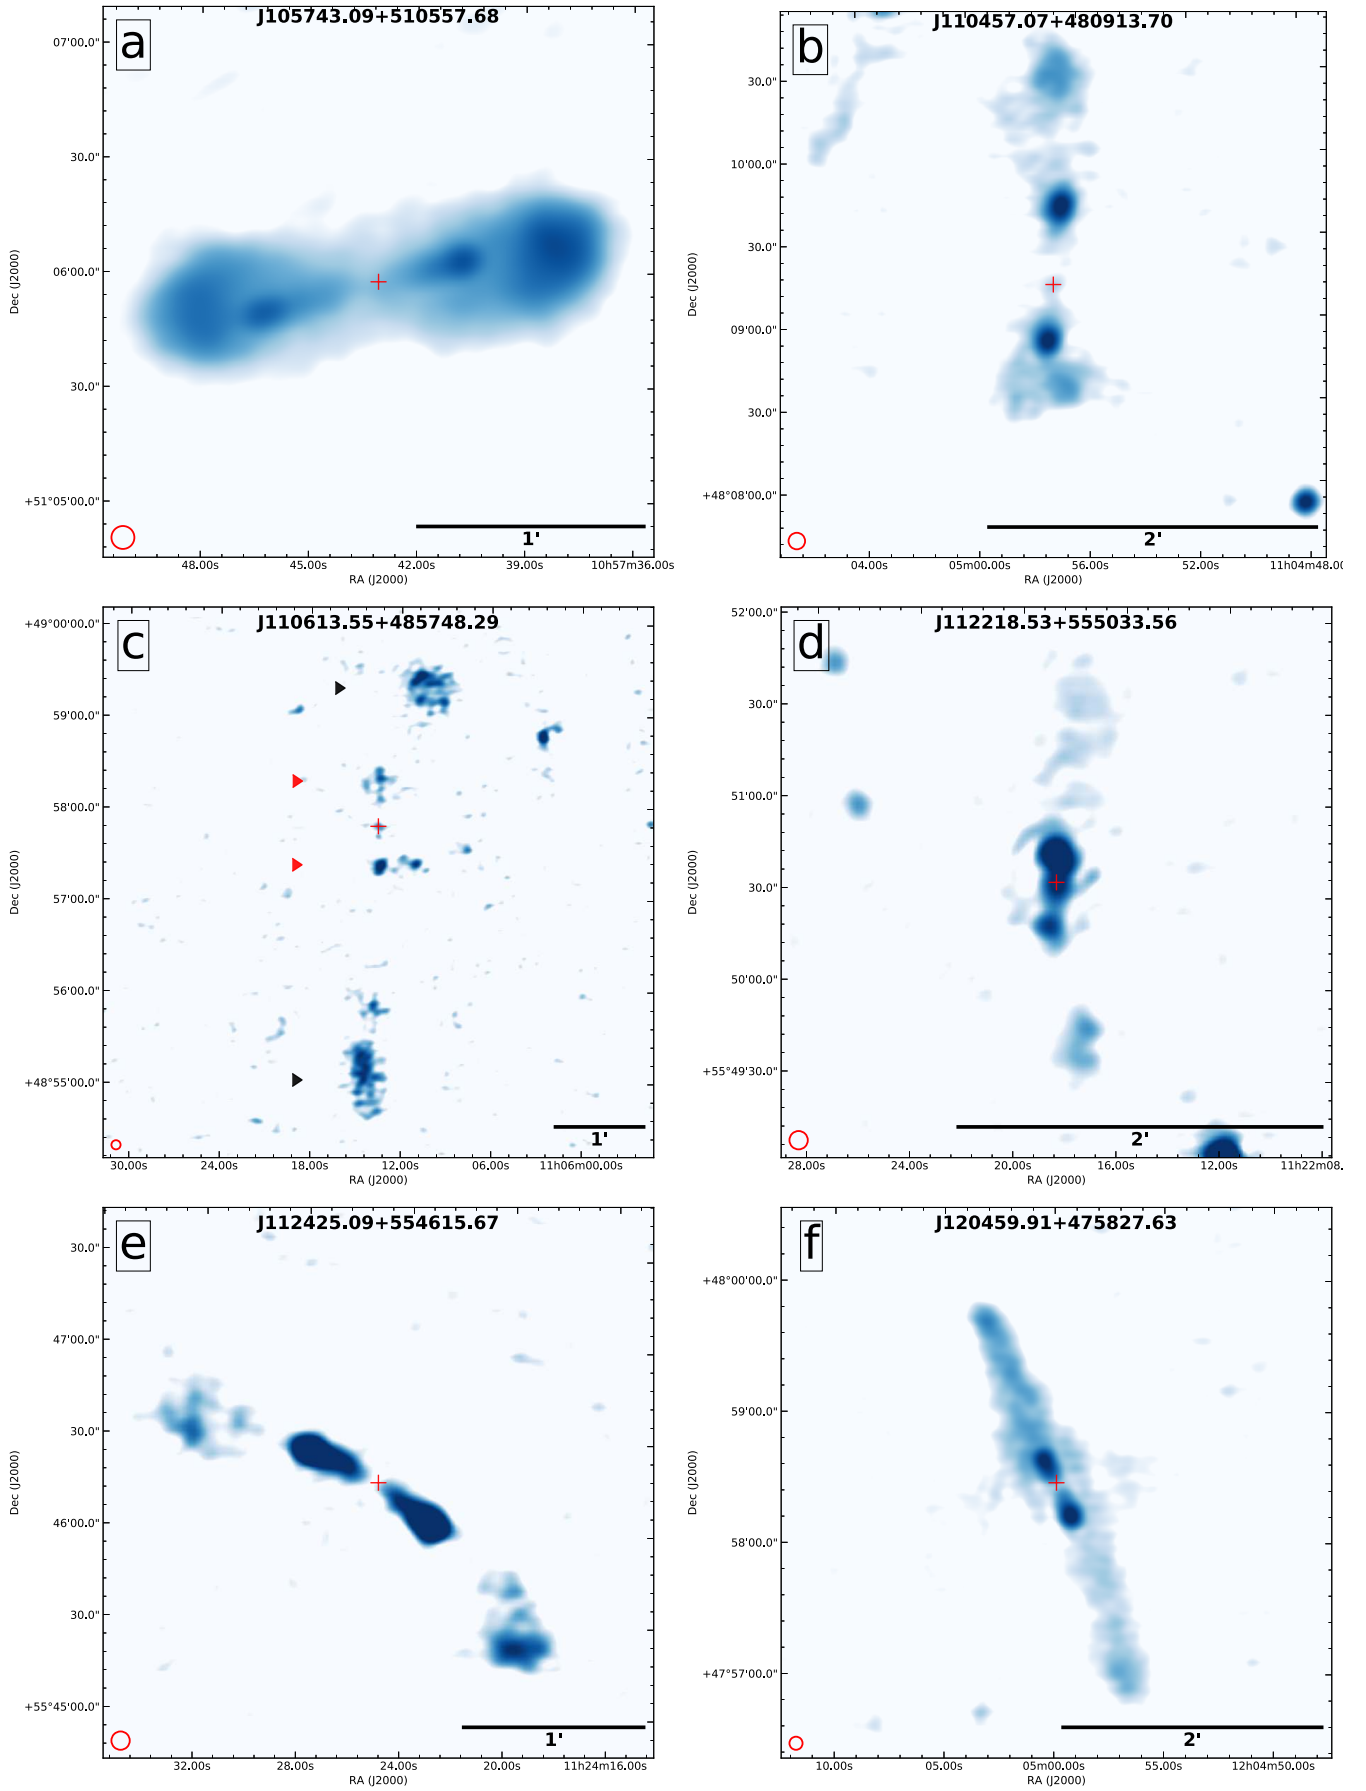 a
J105743.09+510557.68
07'00.0"
30.0"
06'00.0"
30.0"
+51°05'00.0"
Dec (J2000)
1'
48.00s 45.00s 42.00s 39.00s 10h57m36.00s
RA (J2000)
b
J110457.07+480913.70
30.0"
10'00.0"
30.0"
09'00.0"
30.0"
+48°08'00.0"
Dec (J2000)
2'
04.00s 05m00.00s 56.00s 52.00s 11h04m48.0
RA (J2000)
c
J110613.55+485748.29
+49°00'00.0"
59'00.0"
58'00.0"
57'00.0"
56'00.0"
+48°55'00.0"
Dec (J2000)
1'
30.00s 24.00s 18.00s 12.00s 06.00s 11h06m00.00s
RA (J2000)
d
J112218.53+555033.56
52'00.0"
30.0"
51'00.0"
30.0"
50'00.0"
+55°49'30.0"
Dec (J2000)
2'
28.00s 24.00s 20.00s 16.00s 12.00s 11h22m08.
RA (J2000)
e
J112425.09+554615.67
30.0"
47'00.0"
30.0"
46'00.0"
30.0"
+55°45'00.0"
Dec (J2000)
1'
32.00s 28.00s 24.00s 20.00s 11h24m16.00s
RA (J2000)
f
J120459.91+475827.63
+48°00'00.0"
59'00.0"
58'00.0"
+47°57'00.0"
Dec (J2000)
2'
10.00s 05.00s 05m00.00s 55.00s 12h04m50.00s
RA (J2000)